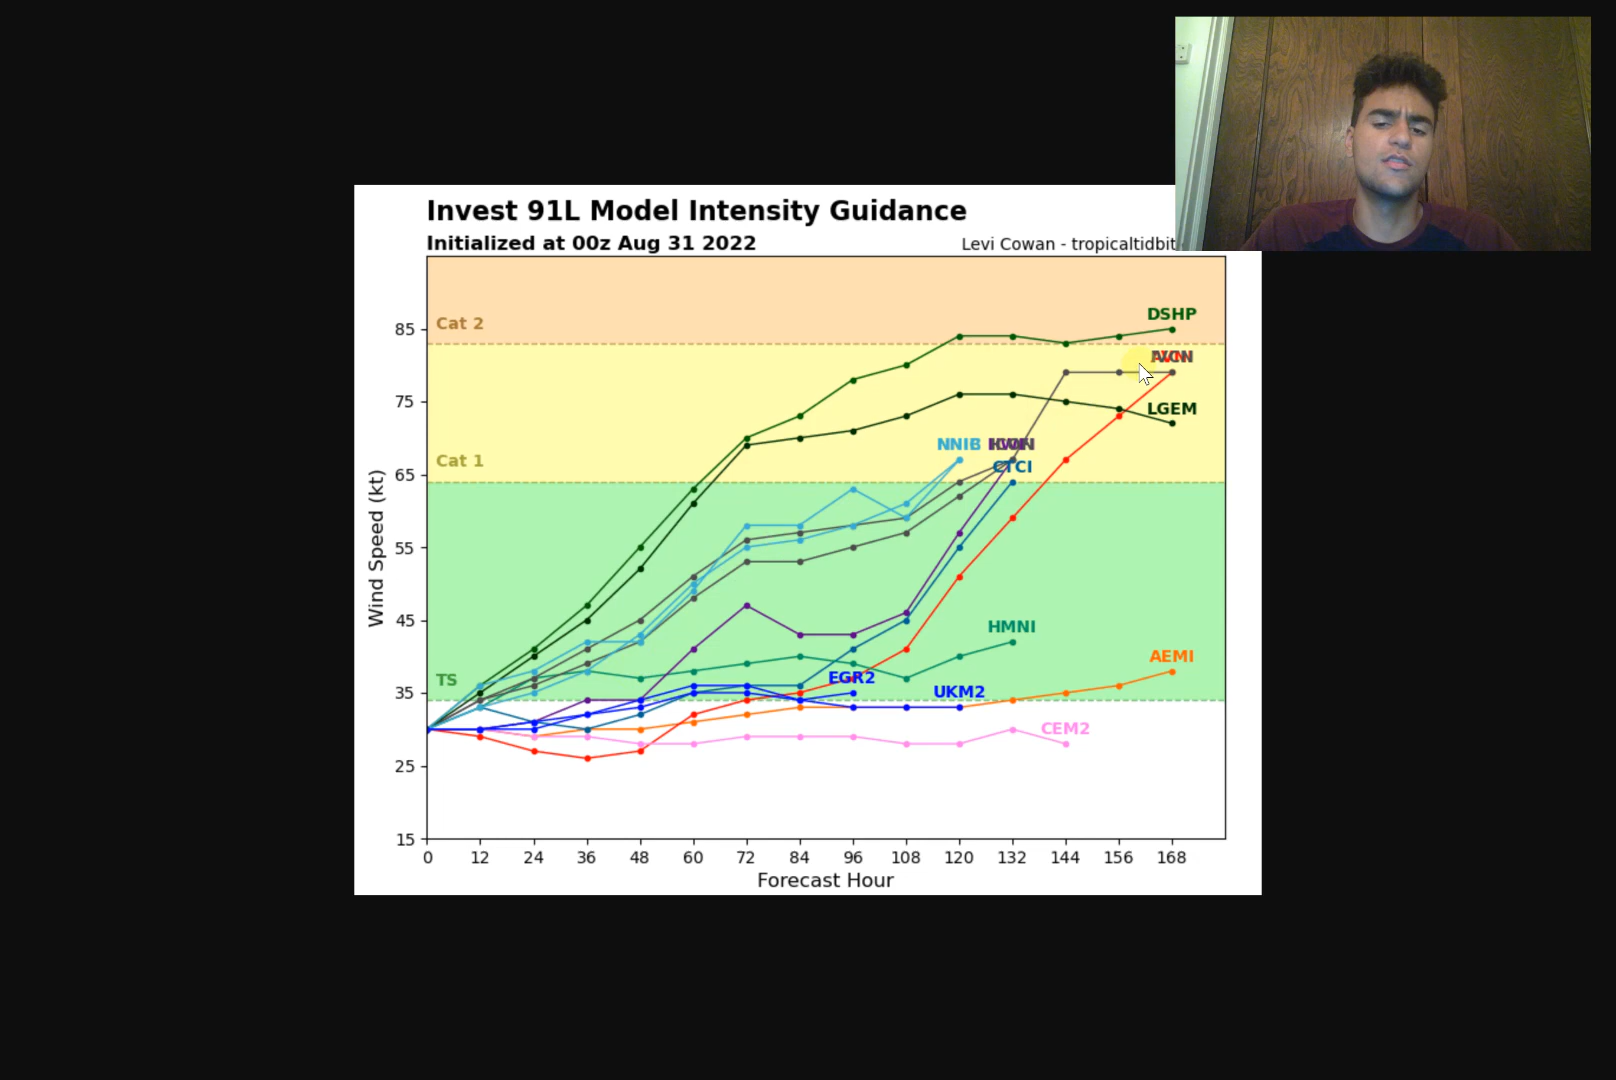 Invest 91L Model Intensity Guidance
Initialized at 00z Aug 31 2022
Levi Cowan - tropicaltidbit
Cat 2
Cat 1
TS
DSHP
LGEM
NNIB
CTCI
HMNI
AEMI
EGR2
UKM2
CEM2
Wind Speed (kt)
85
75
65
55
45
35
25
15
0 12 24 36 48 60 72 84 96 108 120 132 144 156 168
Forecast Hour